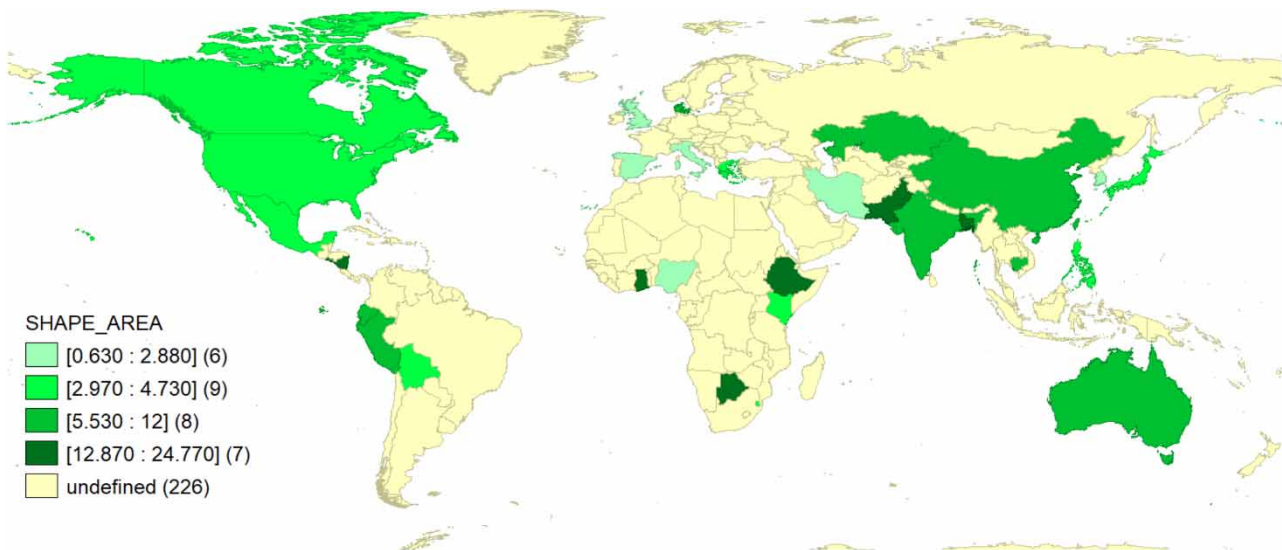 SHAPE_AREA
[0.630 : 2.880] (6)
[2.970 : 4.730] (9)
[5.530 : 12] (8)
[12.870 : 24.770] (7)
undefined (226)